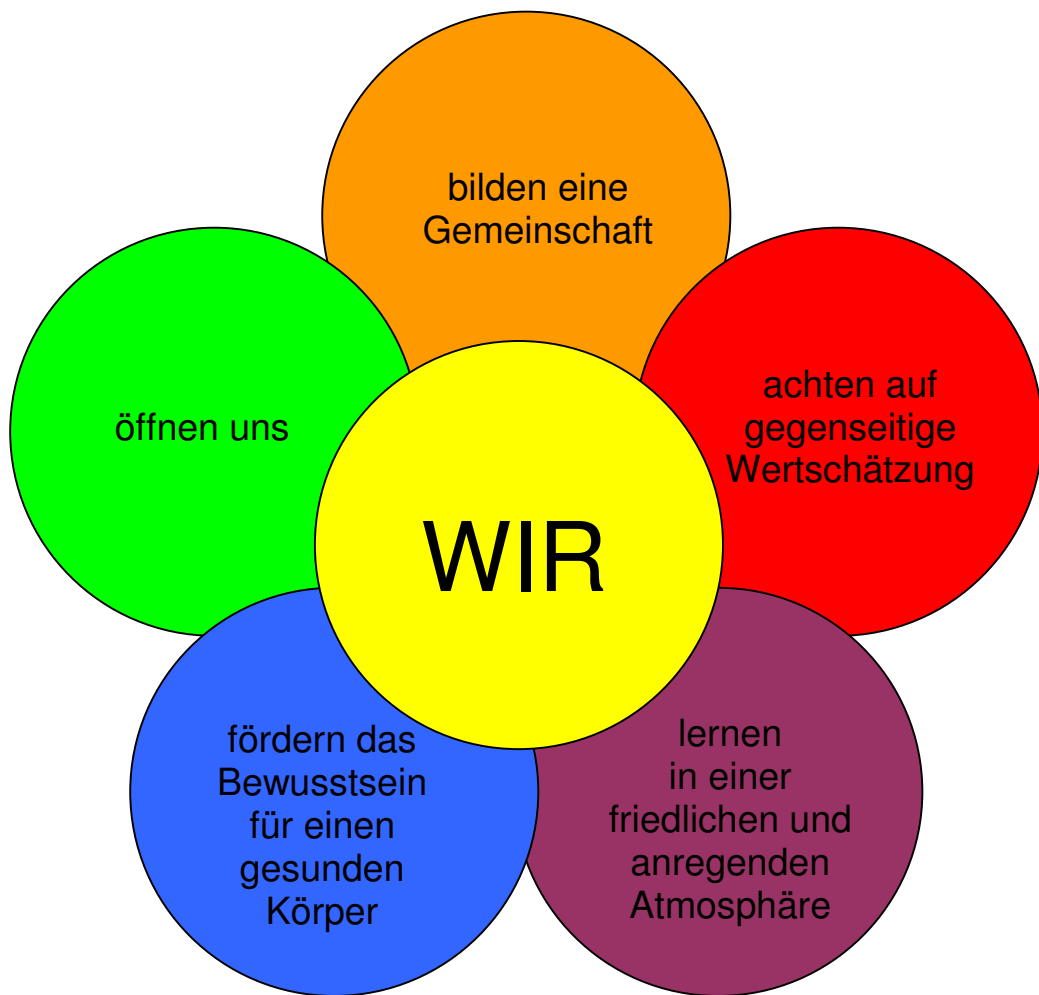 WIR
bilden eine
Gemeinschaft
achten auf
gegenseitige
Wertschätzung
lernen
in einer
friedlichen und
anregenden
Atmosphäre
fördern das
Bewusstsein
für einen
gesunden
Körper
öffnen uns